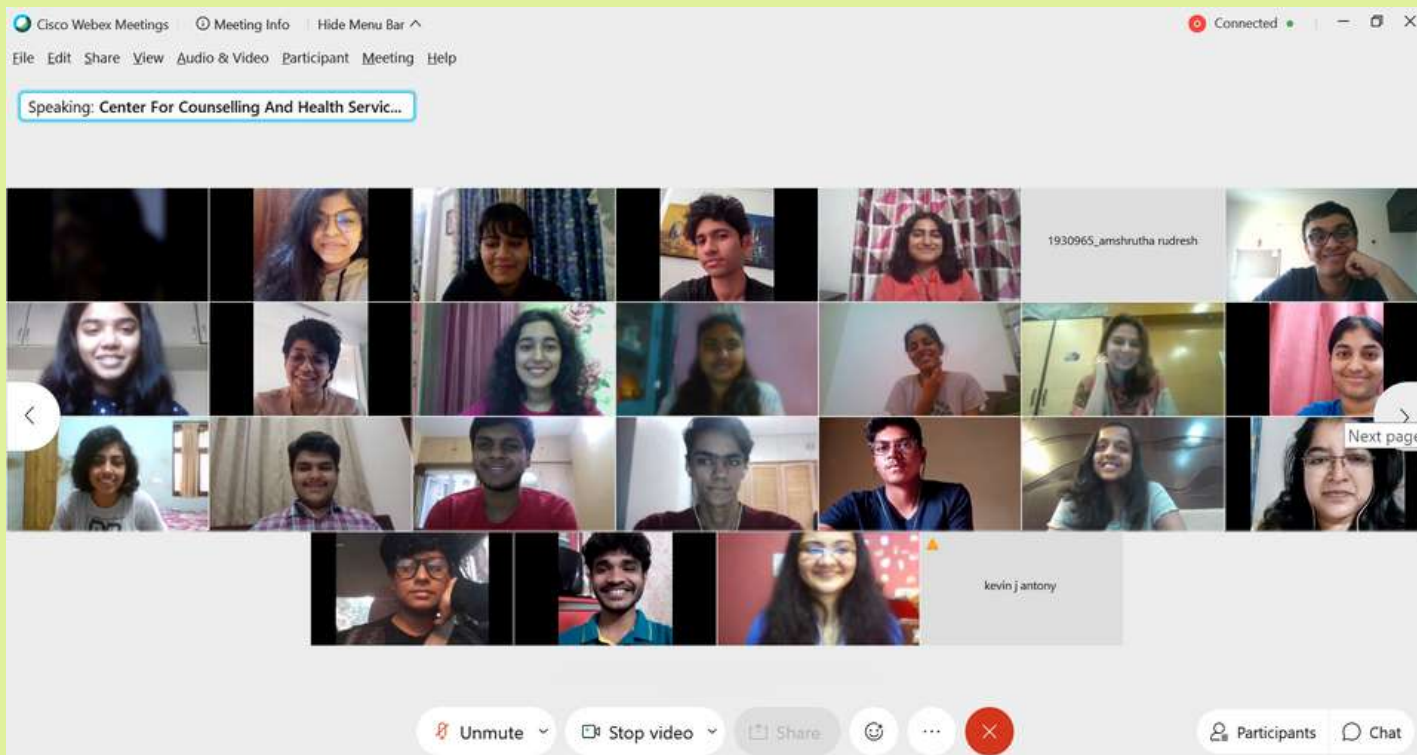 Cisco Webex Meetings Meeting Info Hide Menu Bar Connected
File Edit Share View Audio & Video Participant Meeting Help
Speaking: Center For Counselling And Health Servic...
1930965_amshrutha rudresh
Next page
kevin j antony
Unmute Stop video Share Participants Chat